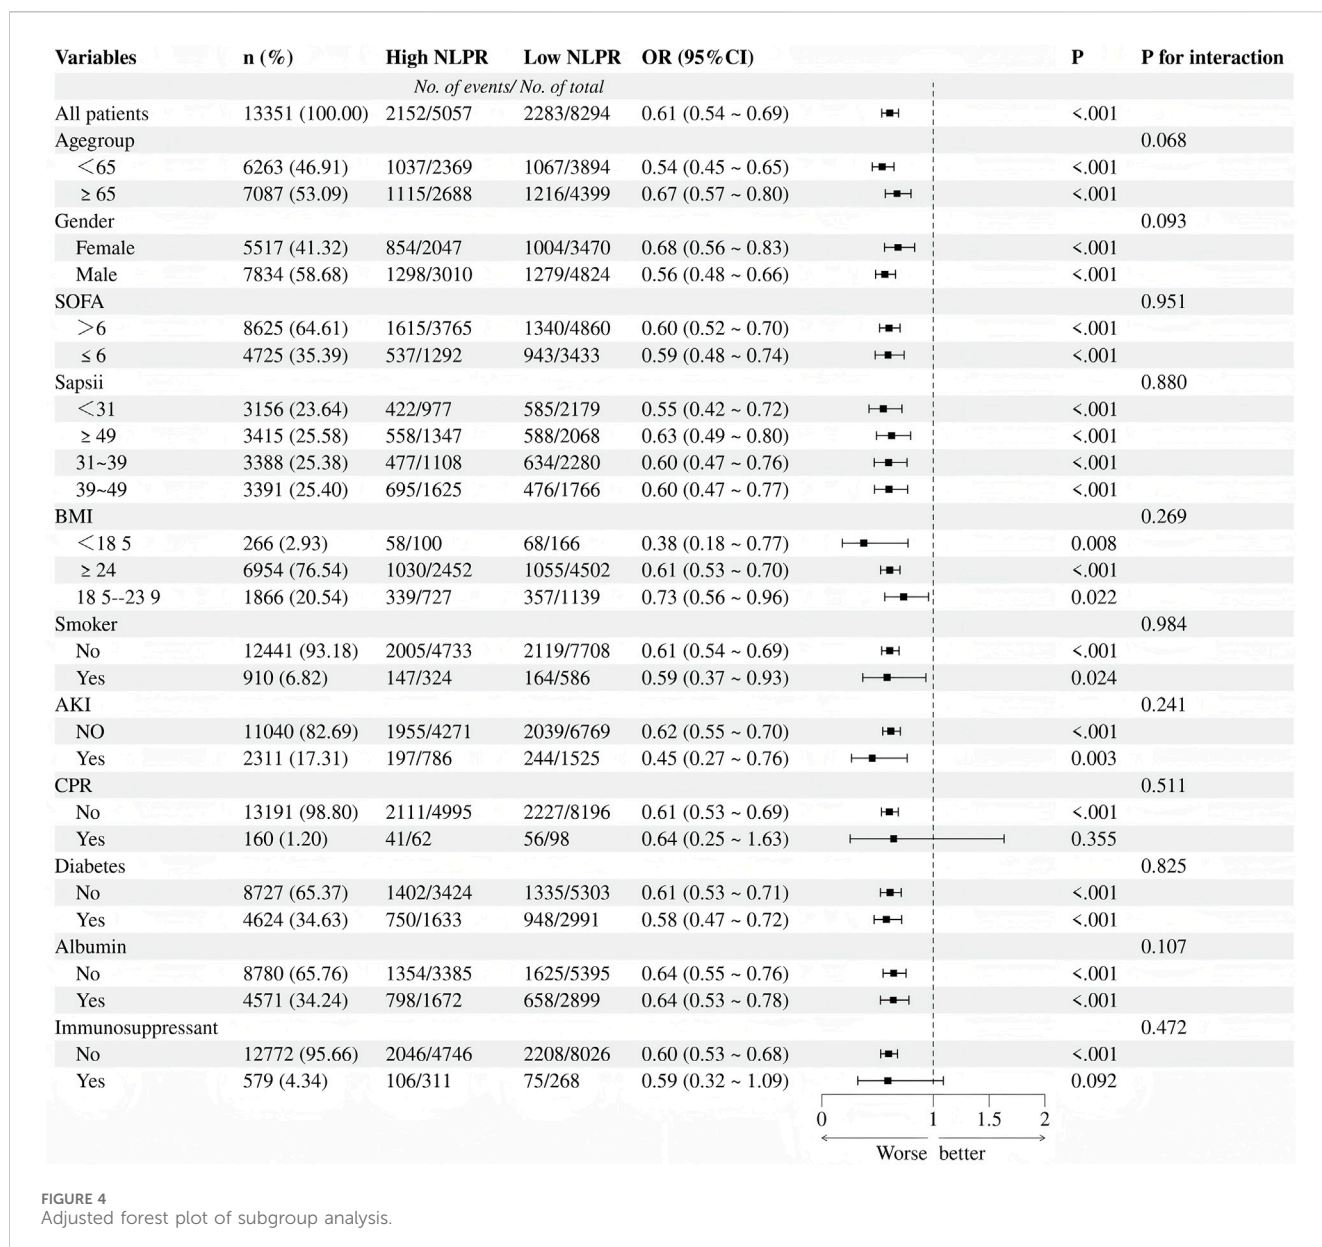 Variables n (%) High NLPR Low NLPR OR (95%CI) P P for interaction
No. of events/ No. of total
All patients 13351 (100.00) 2152/5057 2283/8294 0.61 (0.54 ~ 0.69) <.001
Agegroup 0.068
<65 6263 (46.91) 1037/2369 1067/3894 0.54 (0.45 ~ 0.65) <.001
≥ 65 7087 (53.09) 1115/2688 1216/4399 0.67 (0.57 ~ 0.80) <.001
Gender 0.093
Female 5517 (41.32) 854/2047 1004/3470 0.68 (0.56 ~ 0.83) <.001
Male 7834 (58.68) 1298/3010 1279/4824 0.56 (0.48 ~ 0.66) <.001
SOFA 0.951
>6 8625 (64.61) 1615/3765 1340/4860 0.60 (0.52 ~ 0.70) <.001
≤ 6 4725 (35.39) 537/1292 943/3433 0.59 (0.48 ~ 0.74) <.001
Sapsii 0.880
<31 3156 (23.64) 422/977 585/2179 0.55 (0.42 ~ 0.72) <.001
≥ 49 3415 (25.58) 558/1347 588/2068 0.63 (0.49 ~ 0.80) <.001
31~39 3388 (25.38) 477/1108 634/2280 0.60 (0.47 ~ 0.76) <.001
39~49 3391 (25.40) 695/1625 476/1766 0.60 (0.47 ~ 0.77) <.001
BMI 0.269
<18 5 266 (2.93) 58/100 68/166 0.38 (0.18 ~ 0.77) 0.008
≥ 24 6954 (76.54) 1030/2452 1055/4502 0.61 (0.53 ~ 0.70) <.001
18 5--23 9 1866 (20.54) 339/727 357/1139 0.73 (0.56 ~ 0.96) 0.022
Smoker 0.984
No 12441 (93.18) 2005/4733 2119/7708 0.61 (0.54 ~ 0.69) <.001
Yes 910 (6.82) 147/324 164/586 0.59 (0.37 ~ 0.93) 0.024
AKI 0.241
NO 11040 (82.69) 1955/4271 2039/6769 0.62 (0.55 ~ 0.70) <.001
Yes 2311 (17.31) 197/786 244/1525 0.45 (0.27 ~ 0.76) 0.003
CPR 0.511
No 13191 (98.80) 2111/4995 2227/8196 0.61 (0.53 ~ 0.69) <.001
Yes 160 (1.20) 41/62 56/98 0.64 (0.25 ~ 1.63) 0.355
Diabetes 0.825
No 8727 (65.37) 1402/3424 1335/5303 0.61 (0.53 ~ 0.71) <.001
Yes 4624 (34.63) 750/1633 948/2991 0.58 (0.47 ~ 0.72) <.001
Albumin 0.107
No 8780 (65.76) 1354/3385 1625/5395 0.64 (0.55 ~ 0.76) <.001
Yes 4571 (34.24) 798/1672 658/2899 0.64 (0.53 ~ 0.78) <.001
Immunosuppressant 0.472
No 12772 (95.66) 2046/4746 2208/8026 0.60 (0.53 ~ 0.68) <.001
Yes 579 (4.34) 106/311 75/268 0.59 (0.32 ~ 1.09) 0.092
0 1 1.5 2
Worse better
FIGURE 4
Adjusted forest plot of subgroup analysis.